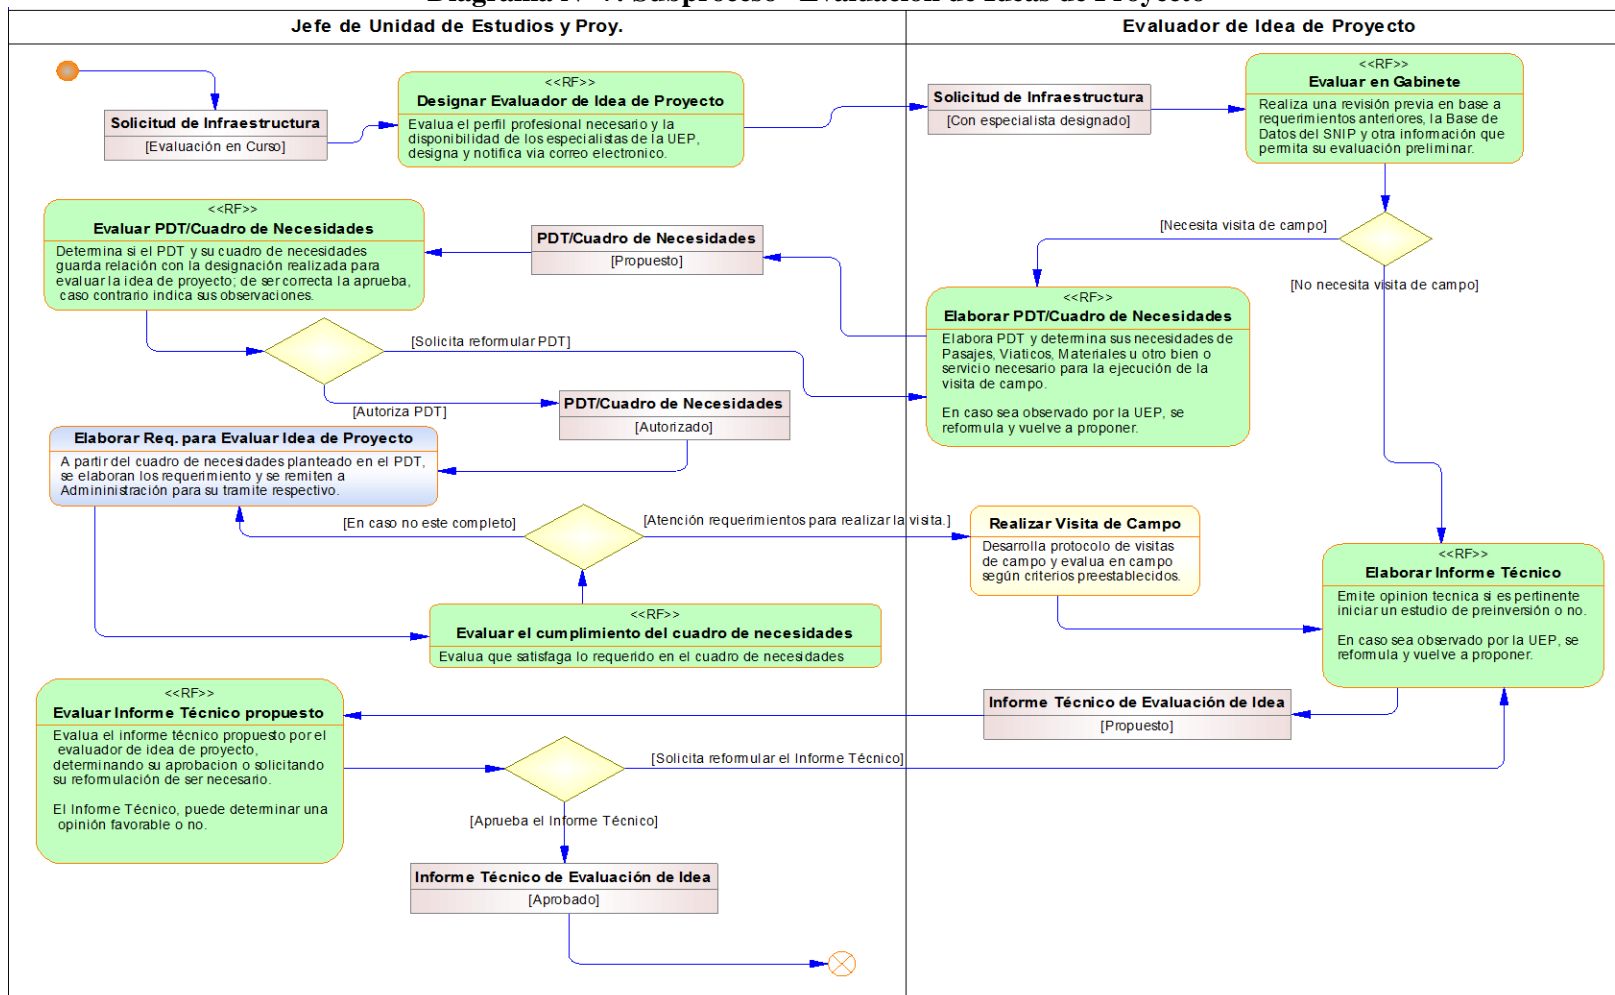 Jefe de Unidad de Estudios y Proy.
Evaluador de Idea de Proyecto
Solicitud de Infraestructura
[Evaluación en Curso]
<<RF>>
Designar Evaluador de Idea de Proyecto
Evalua el perfil profesional necesario y la
disponibilidad de los especialistas de la UEP,
designa y notifica via correo electronico.
Solicitud de Infraestructura
[Con especialista designado]
<<RF>>
Evaluar en Gabinete
Realiza una revisión previa en base a
requerimientos anteriores, la Base de
Datos del SNIP y otra información que
permita su evaluación preliminar.
[Necesita visita de campo]
[No necesita visita de campo]
<<RF>>
Evaluar PDT/Cuadro de Necesidades
Determina si el PDT y su cuadro de necesidades
guarda relación con la designación realizada para
evaluar la idea de proyecto; de ser correcta la aprueba,
caso contrario indica sus observaciones.
PDT/Cuadro de Necesidades
[Propuesto]
<<RF>>
Elaborar PDT/Cuadro de Necesidades
Elabora PDT y determina sus necesidades de
Pasajes, Viaticos, Materiales u otro bien o
servicio necesario para la ejecución de la
visita de campo.
En caso sea observado por la UEP, se
reformula y vuelve a proponer.
[Solicita reformular PDT]
[Autoriza PDT]
PDT/Cuadro de Necesidades
[Autorizado]
Elaborar Req. para Evaluar Idea de Proyecto
A partir del cuadro de necesidades planteado en el PDT,
se elaboran los requerimiento y se remiten a
Admininistración para su tramite respectivo.
[En caso no este completo]
[Atención requerimientos para realizar la visita.]
Realizar Visita de Campo
Desarrolla protocolo de visitas
de campo y evalua en campo
según criterios preestablecidos.
<<RF>>
Elaborar Informe Técnico
Emite opinion tecnica si es pertinente
iniciar un estudio de preinversión o no.
En caso sea observado por la UEP, se
reformula y vuelve a proponer.
<<RF>>
Evaluar el cumplimiento del cuadro de necesidades
Evalua que satisfaga lo requerido en el cuadro de necesidades
<<RF>>
Evaluar Informe Técnico propuesto
Evalua el informe técnico propuesto por el
evaluador de idea de proyecto,
determinando su aprobacion o solicitando
su reformulación de ser necesario.
El Informe Técnico, puede determinar una
opinión favorable o no.
Informe Técnico de Evaluación de Idea
[Propuesto]
[Solicita reformular el Informe Técnico]
[Aprueba el Informe Técnico]
Informe Técnico de Evaluación de Idea
[Aprobado]